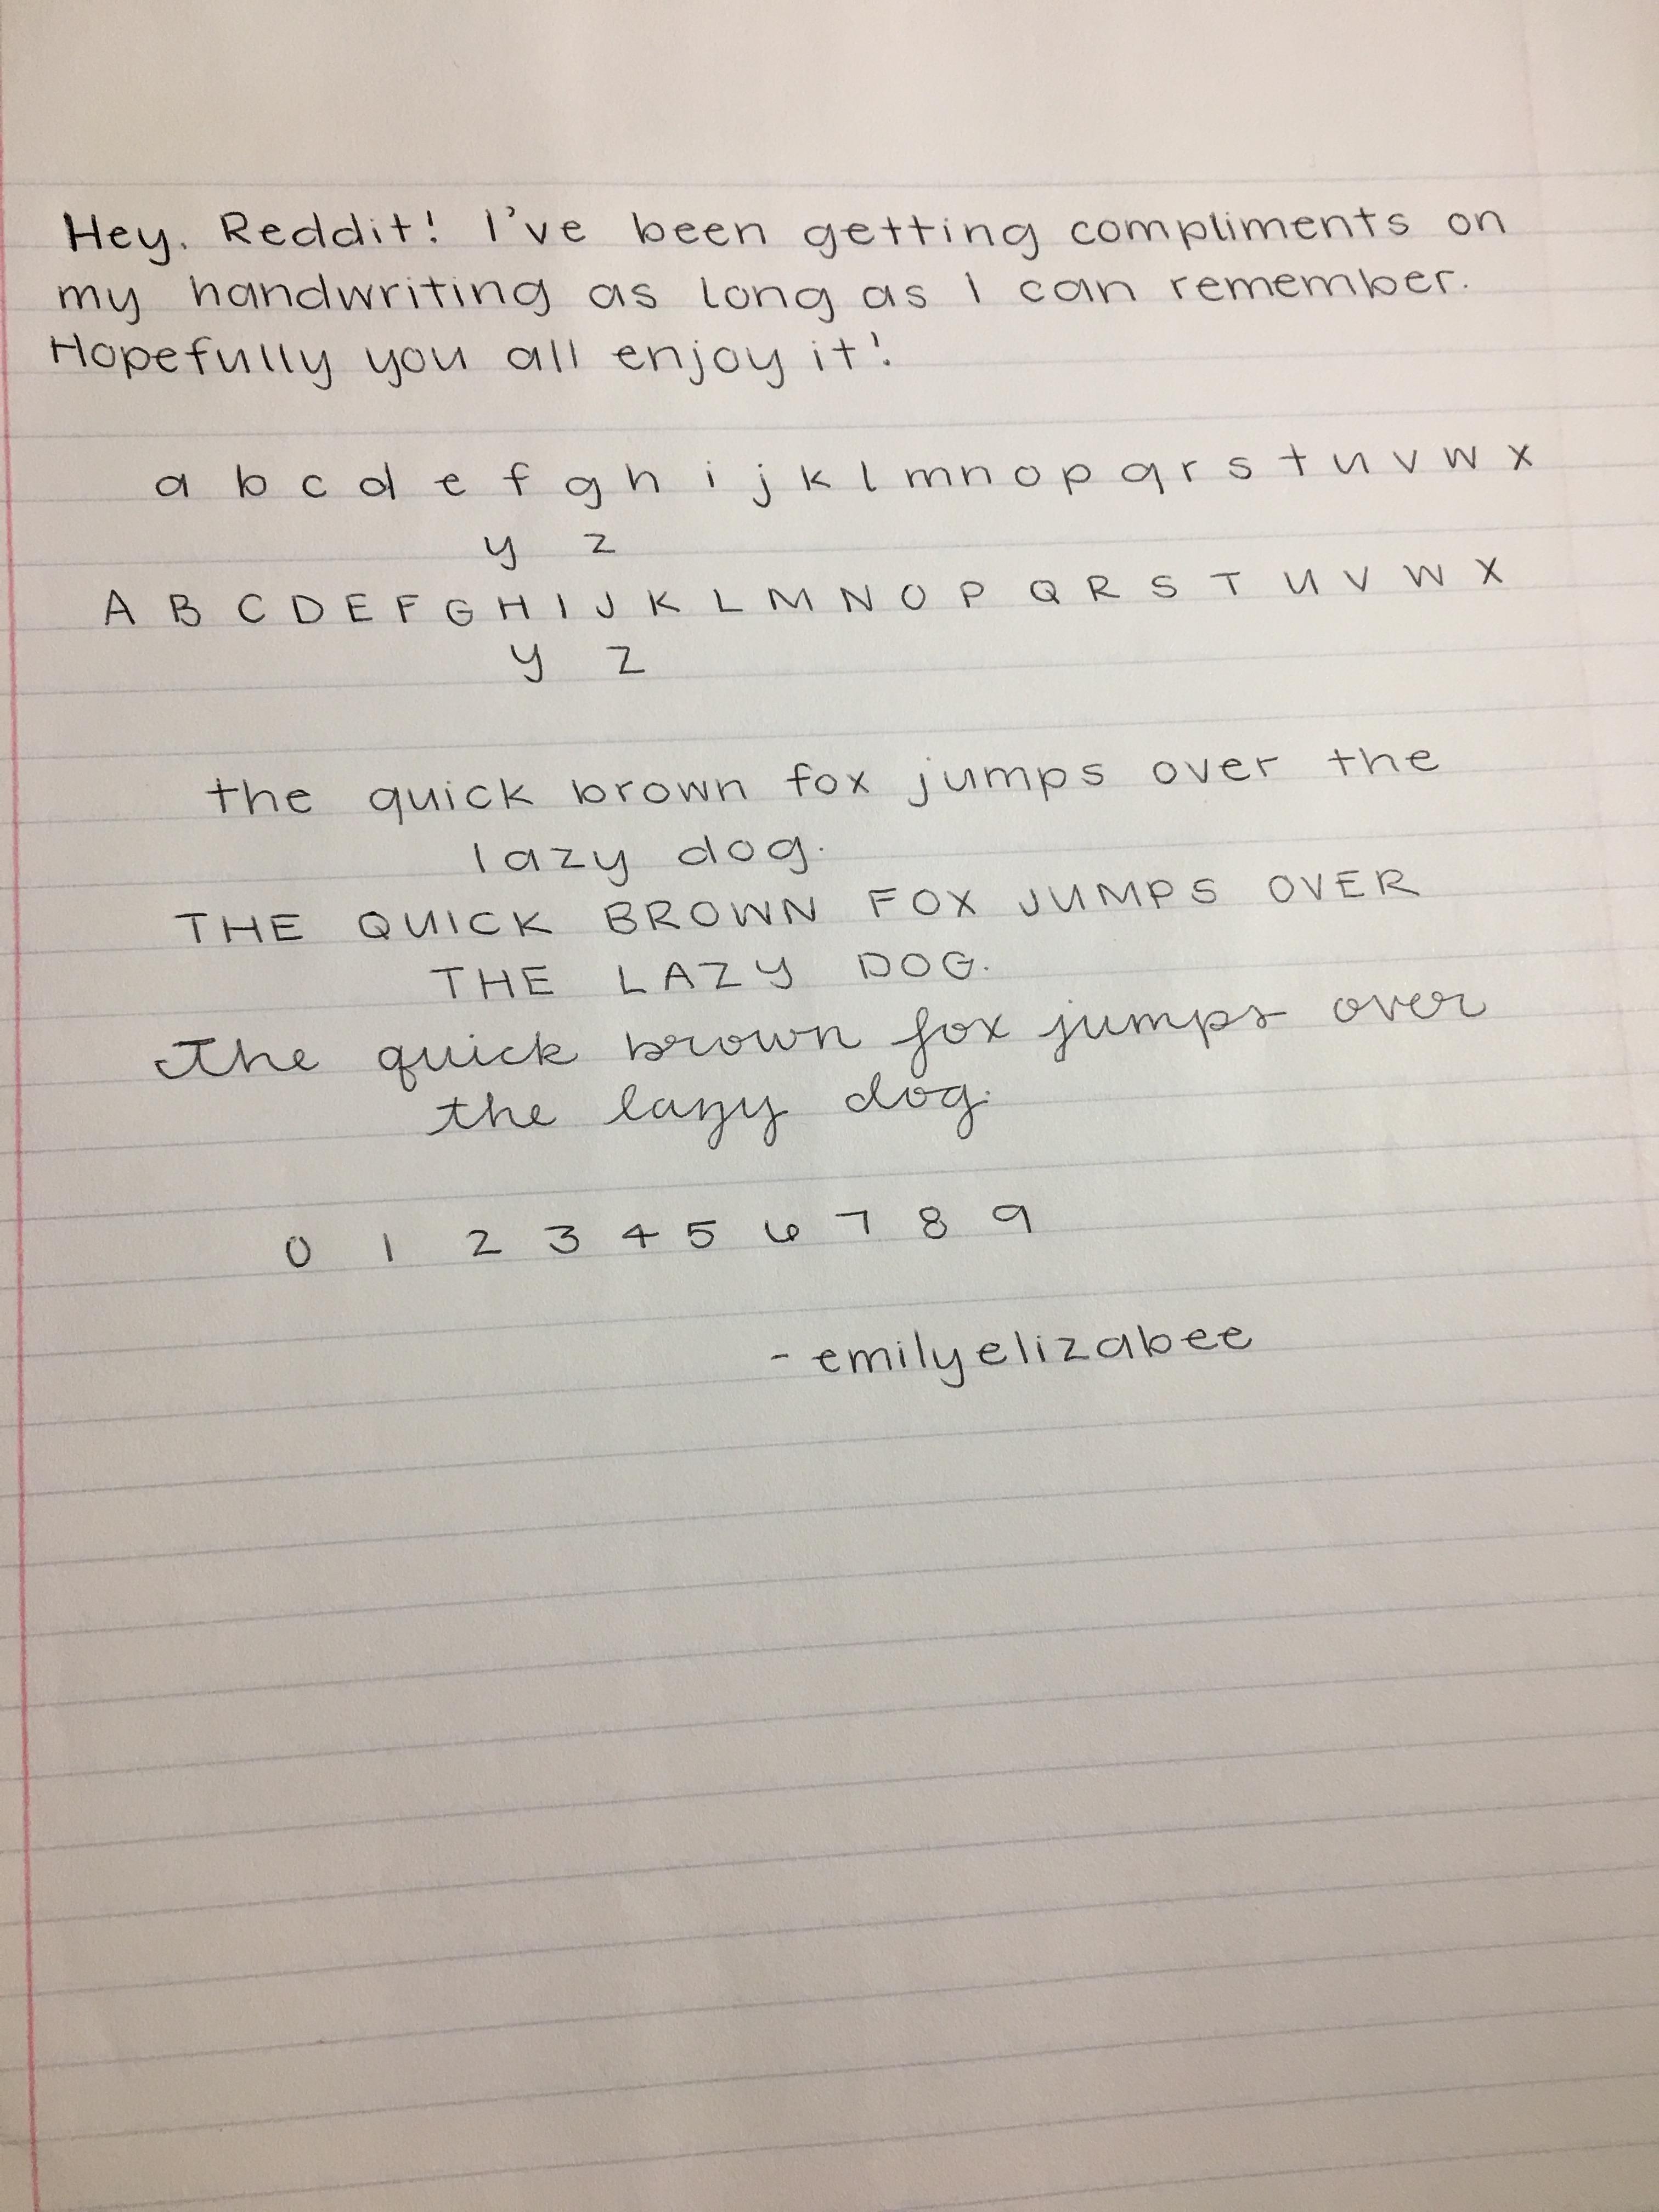 Hey, Reddit! I've been getting compliments on
my handwriting as long as I can remember.
Hopefully you all enjoy it!
a b c d e f g h i j k l m n o p q r s t u v w x
y z
A B C D E F G H I J K L M N O P Q R S T U V W X
y z
the quick brown fox jumps over the
lazy dog.
THE QUICK BROWN FOX JUMPS OVER
THE LAZY DOG.
The quick brown fox jumps over
the lazy dog.
0 1 2 3 4 5 6 7 8 9
- emilyelizabee